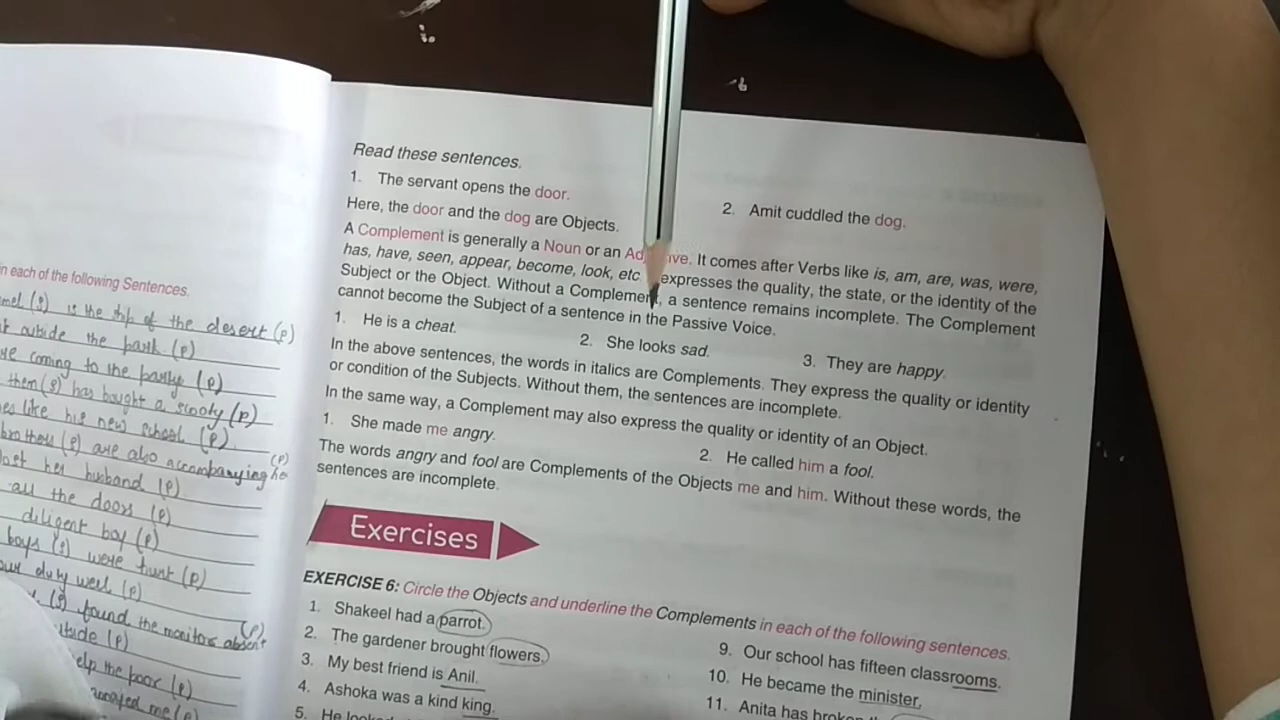 in each of the following Sentences.
is the ship of the desert (p)
outside the park (p)
coming to the party (p)
them (s) has bought a scooty (p)
like his new school (p)
brothers (s) are also accompanying her (p)
lost her husband (p)
all the doors (p)
diligent boy (p)
boys (s) were hurt (p)
duty well (p)
(s) found the monitors absent (p)
(p)
help the poor (p)
annoyed me (p)
Read these sentences.
1. The servant opens the door.
2. Amit cuddled the dog.
Here, the door and the dog are Objects.
A Complement is generally a Noun or an. It comes after Verbs like is, am, are, was, were,
has, have, seen, appear, become, look, etc expresses the quality, the state, or the identity of the
Subject or the Object. Without a Complement, a sentence remains incomplete. The Complement
cannot become the Subject of a sentence in the Passive Voice.
1. He is a cheat.
2. She looks sad.
3. They are happy.
In the above sentences, the words in italics are Complements. They express the quality or identity
or condition of the Subjects. Without them, the sentences are incomplete.
In the same way, a Complement may also express the quality or identity of an Object.
1. She made me angry.
2. He called him a fool.
The words angry and fool are Complements of the Objects me and him. Without these words, the
sentences are incomplete.
Exercises
EXERCISE 6: Circle the Objects and underline the Complements in each of the following sentences.
1. Shakeel had a parrot.
2. The gardener brought flowers.
3. My best friend is Anil.
4. Ashoka was a kind king.
5. He looked
9. Our school has fifteen classrooms.
10. He became the minister.
11. Anita has broken